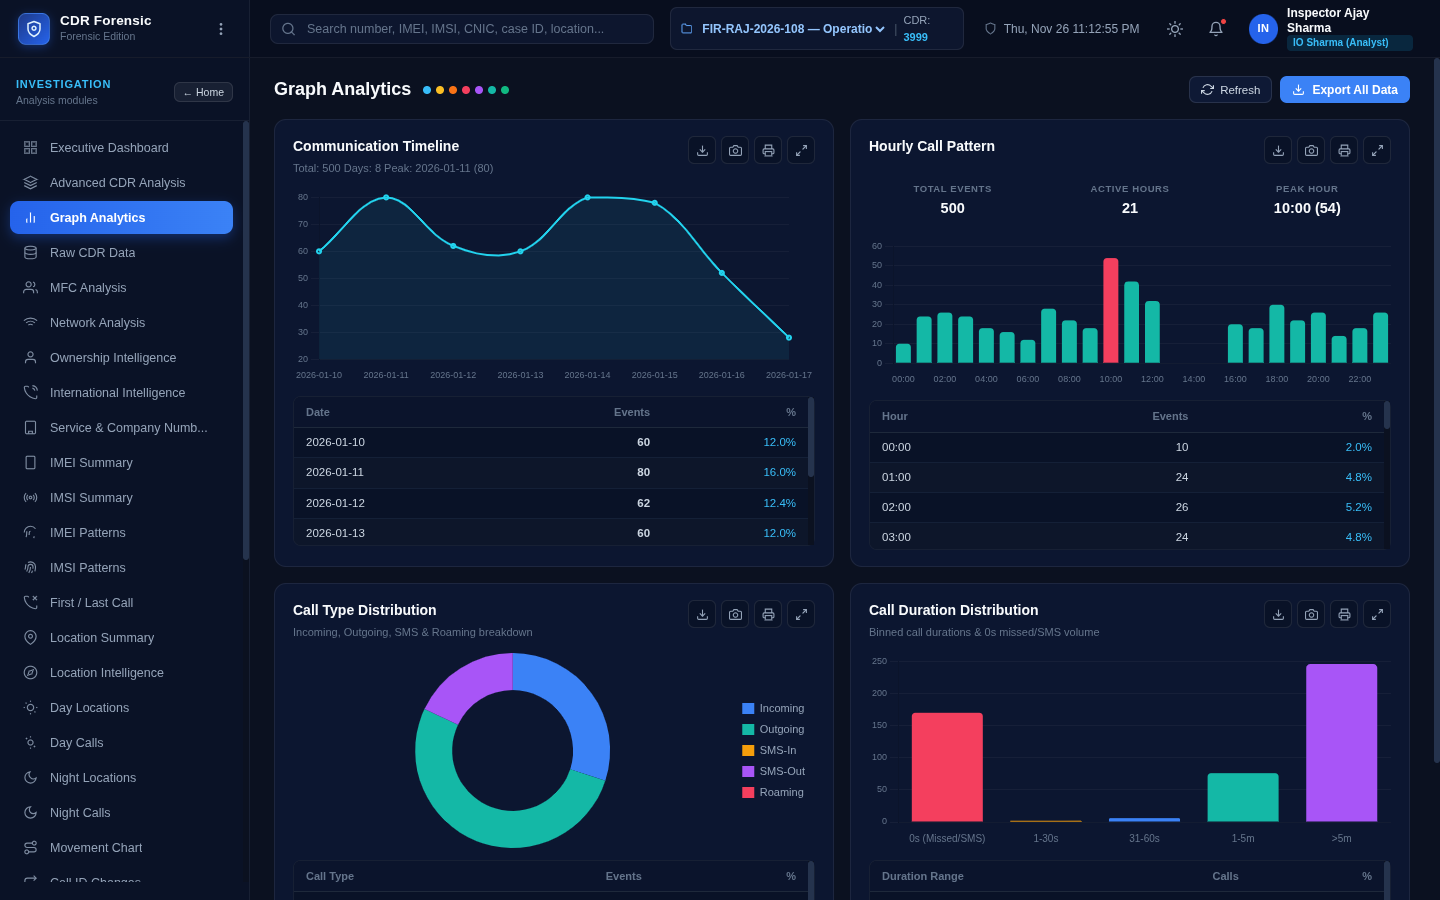 CDR Forensic
Forensic Edition
Search number, IMEI, IMSI, CNIC, case ID, location...
FIR-RAJ-2026-108 — Operatio | CDR: 3999
Thu, Nov 26 11:12:55 PM
IN
Inspector Ajay Sharma
IO Sharma (Analyst)
INVESTIGATION
Analysis modules
← Home
Executive Dashboard
Advanced CDR Analysis
Graph Analytics
Raw CDR Data
MFC Analysis
Network Analysis
Ownership Intelligence
International Intelligence
Service & Company Numb...
IMEI Summary
IMSI Summary
IMEI Patterns
IMSI Patterns
First / Last Call
Location Summary
Location Intelligence
Day Locations
Day Calls
Night Locations
Night Calls
Movement Chart
Call ID Changes
Graph Analytics
Refresh
Export All Data
Communication Timeline
Total: 500 Days: 8 Peak: 2026-01-11 (80)
80
70
60
50
40
30
20
2026-01-10 2026-01-11 2026-01-12 2026-01-13 2026-01-14 2026-01-15 2026-01-16 2026-01-17
Date Events %
2026-01-10 60 12.0%
2026-01-11 80 16.0%
2026-01-12 62 12.4%
2026-01-13 60 12.0%
Hourly Call Pattern
TOTAL EVENTS ACTIVE HOURS PEAK HOUR
500 21 10:00 (54)
60
50
40
30
20
10
0
00:00 02:00 04:00 06:00 08:00 10:00 12:00 14:00 16:00 18:00 20:00 22:00
Hour Events %
00:00 10 2.0%
01:00 24 4.8%
02:00 26 5.2%
03:00 24 4.8%
Call Type Distribution
Incoming, Outgoing, SMS & Roaming breakdown
Incoming
Outgoing
SMS-In
SMS-Out
Roaming
Call Type Events %
Call Duration Distribution
Binned call durations & 0s missed/SMS volume
250
200
150
100
50
0
0s (Missed/SMS) 1-30s 31-60s 1-5m >5m
Duration Range Calls %